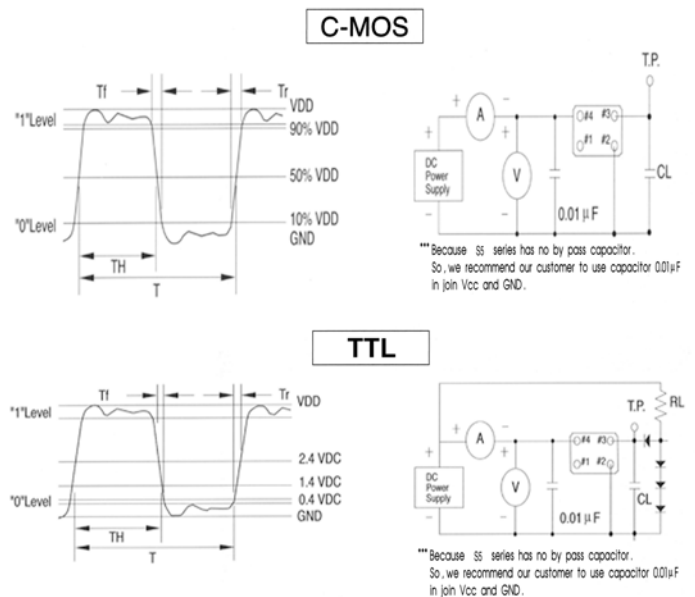 C-MOS
Tf
Tr
VDD
"1"Level
90% VDD
50% VDD
10% VDD
"0"Level
GND
TH
T
T.P.
A
#4 #3
#1 #2
DC
Power
Supply
V
CL
0.01μF
*** Because S5 series has no by pass capacitor.
So, we recommend our customer to use capacitor 0.01μF
in join Vcc and GND.
TTL
Tf
Tr
VDD
"1"Level
2.4 VDC
1.4 VDC
"0"Level
0.4 VDC
GND
TH
T
RL
T.P.
A
#4 #3
#1 #2
DC
Power
Supply
V
CL
0.01μF
*** Because S5 series has no by pass capacitor.
So, we recommend our customer to use capacitor 0.01μF
in join Vcc and GND.